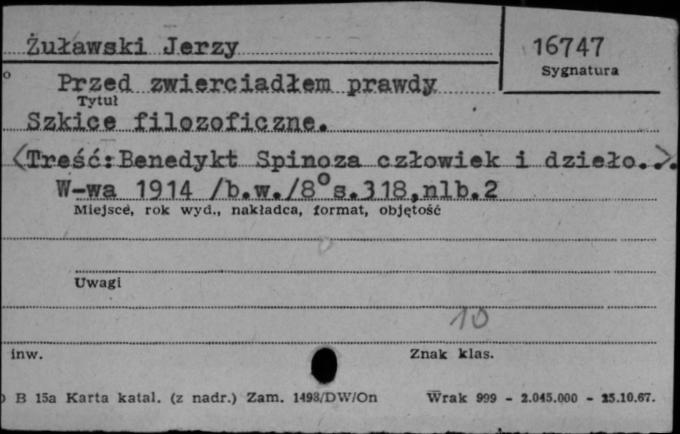 Żuławski Jerzy
16747
Sygnatura
Przed zwierciadłem prawdy
Tytuł
Szkice filozoficzne.
<Treść:Benedykt Spinoza człowiek i dzieło..>.
W-wa 1914 /b.w./8° s.318,nlb.2
Miejsce, rok wyd., nakładca, format, objętość
Uwagi
10
inw.
Znak klas.
B 15a Karta katal. (z nadr.) Zam. 1498/DW/On
Wrak 999 - 2.045.000 - 25.10.67.